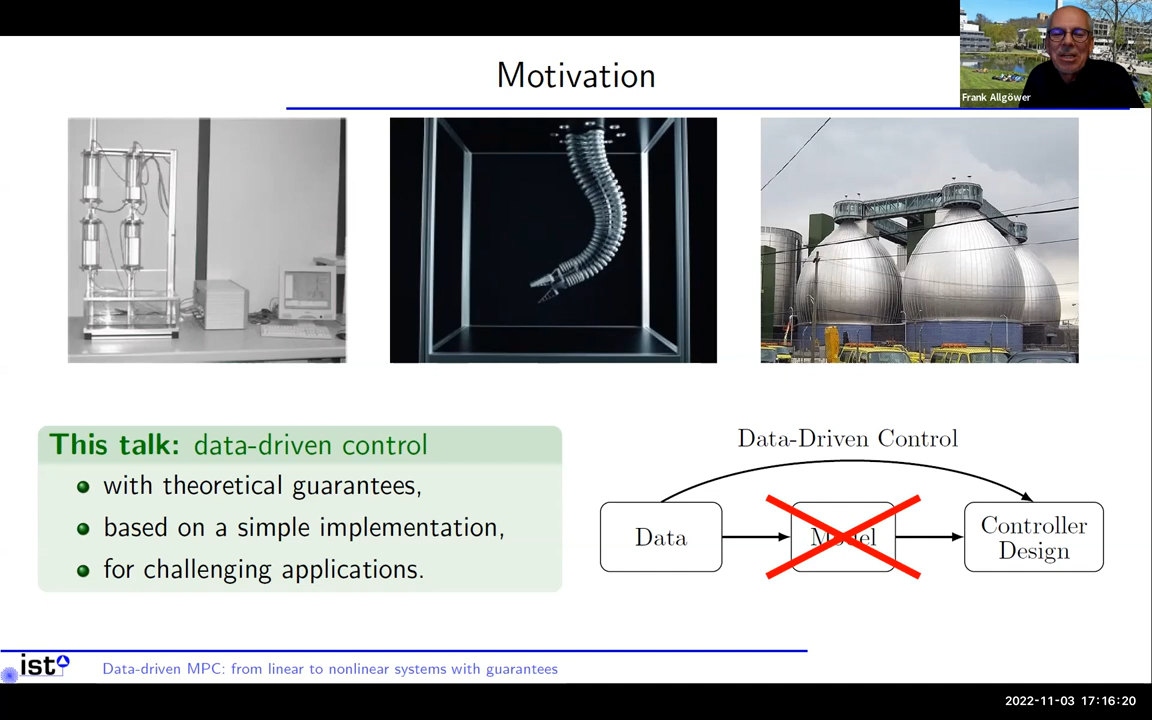 Motivation
Frank Allgöwer
This talk: data-driven control
with theoretical guarantees,
based on a simple implementation,
for challenging applications.
Data-Driven Control
Data
Model
Controller
Design
ist
Data-driven MPC: from linear to nonlinear systems with guarantees
2022-11-03 17:16:20